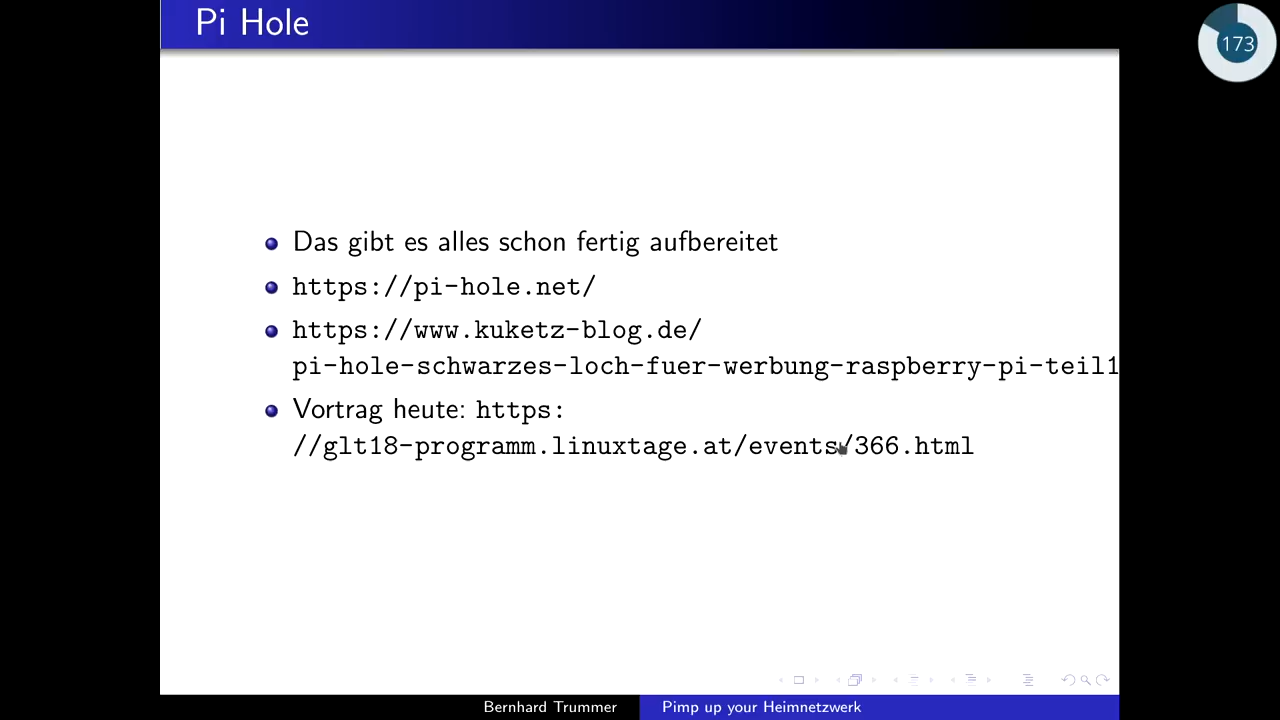 Pi Hole
173
Das gibt es alles schon fertig aufbereitet
https://pi-hole.net/
https://www.kuketz-blog.de/
pi-hole-schwarzes-loch-fuer-werbung-raspberry-pi-teil1
Vortrag heute: https:
//glt18-programm.linuxtage.at/events/366.html
Bernhard Trummer
Pimp up your Heimnetzwerk